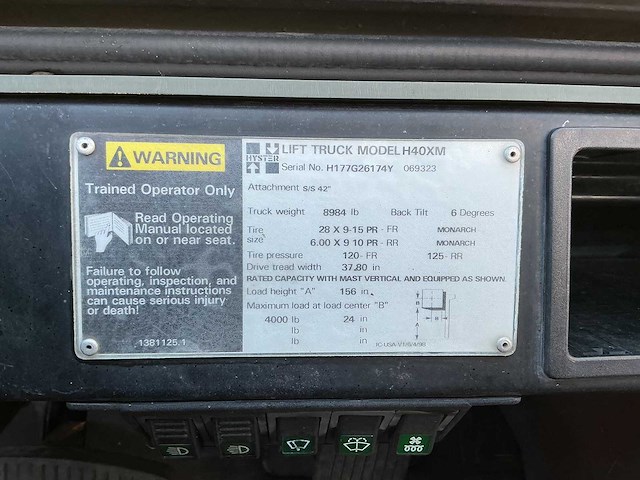 WARNING
Trained Operator Only
Read Operating
Manual located
on or near seat.
Failure to follow
operating, inspection, and
maintenance instructions
can cause serious injury
or death!
1381125.1
HYSTER
LIFT TRUCK MODEL H40XM
Serial No. H177G26174Y 069323
Attachment S/S 42"
Truck weight 8984 lb Back Tilt 6 Degrees
Tire 28 X 9-15 PR - FR MONARCH
size 6.00 X 9 10 PR - RR MONARCH
Tire pressure 120- FR 125- RR
Drive tread width 37.80 in
RATED CAPACITY WITH MAST VERTICAL AND EQUIPPED AS SHOWN.
Load height "A" 156 in.
Maximum load at load center "B"
4000 lb 24 in
lb in
lb in
B
A